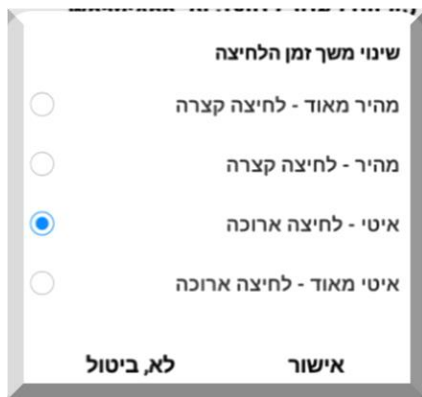 שינוי משך זמן הלחיצה
מהיר מאוד - לחיצה קצרה
מהיר - לחיצה קצרה
איטי - לחיצה ארוכה
איטי מאוד - לחיצה ארוכה
אישור לא, ביטול